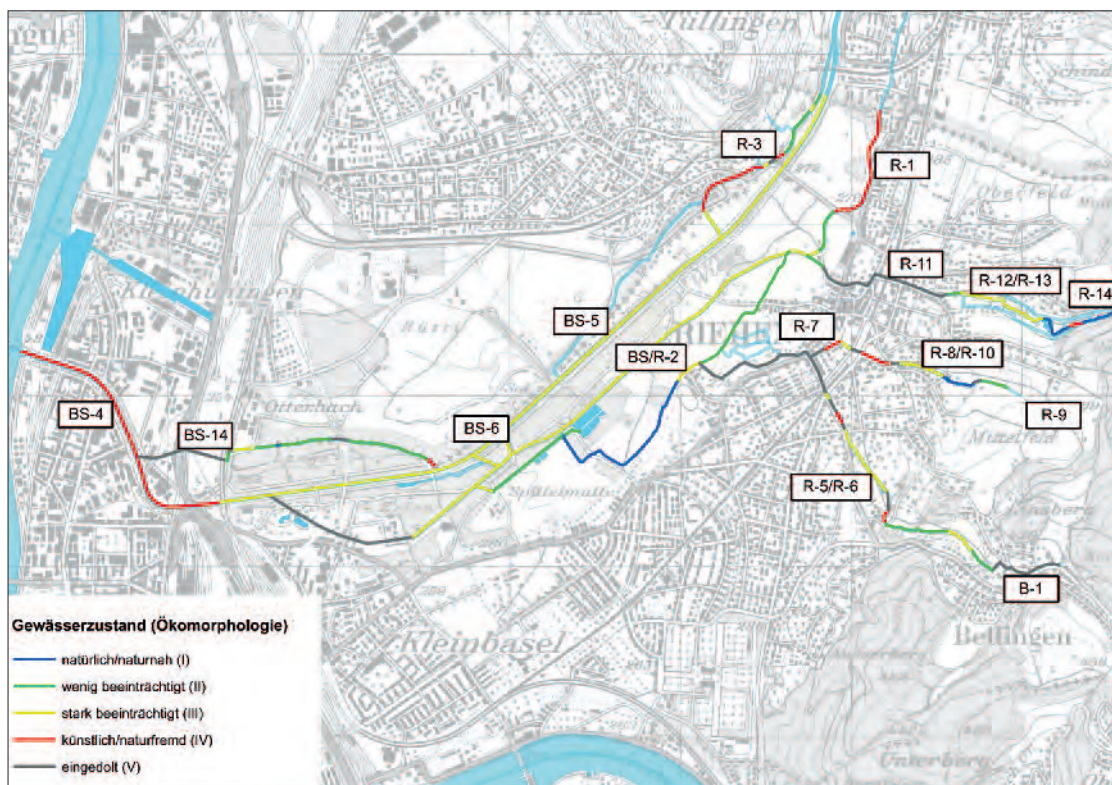 Tüllingen
R-3
R-1
Oberfeld
R-11
R-12/R-13
R-14
BS-5
R-7
BS/R-2
R-8/R-10
BS-4
Otterbach
BS-14
BS-6
R-9
R-5/R-6
B-1
Bettingen
Kleinbasel
Unterberg
Gewässerzustand (Ökomorphologie)
natürlich/naturnah (I)
wenig beeinträchtigt (II)
stark beeinträchtigt (III)
künstlich/naturfremd (IV)
eingedolt (V)